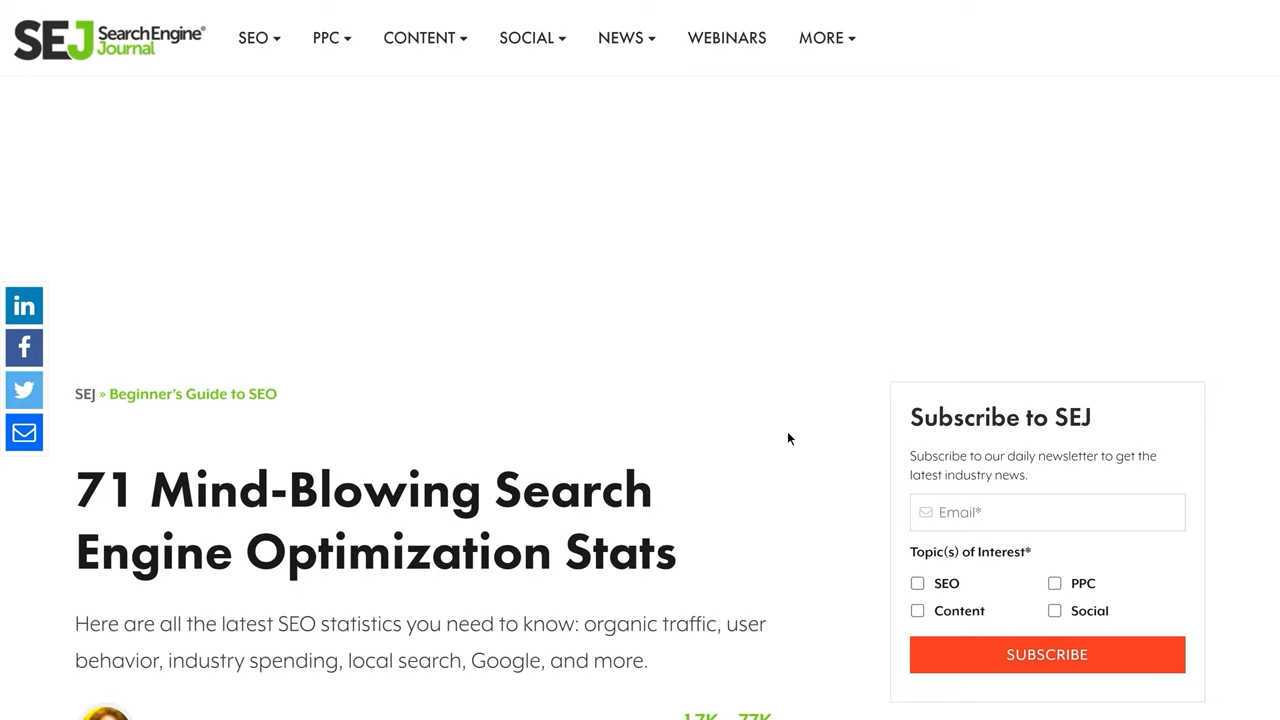 SEJ Search Engine® Journal
SEO
PPC
CONTENT
SOCIAL
NEWS
WEBINARS
MORE
in
f
SEJ » Beginner's Guide to SEO
71 Mind-Blowing Search
Engine Optimization Stats
Here are all the latest SEO statistics you need to know: organic traffic, user
behavior, industry spending, local search, Google, and more.
Subscribe to SEJ
Subscribe to our daily newsletter to get the
latest industry news.
Email*
Topic(s) of Interest*
SEO
PPC
Content
Social
SUBSCRIBE